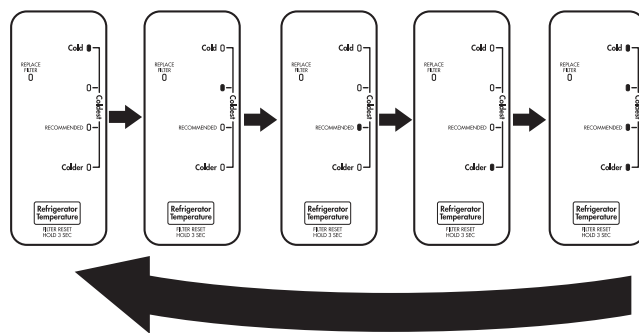 Cold
REPLACE
FILTER
Coldest
RECOMMENDED
Colder
Refrigerator
Temperature
FILTER RESET
HOLD 3 SEC
Cold
REPLACE
FILTER
Coldest
RECOMMENDED
Colder
Refrigerator
Temperature
FILTER RESET
HOLD 3 SEC
Cold
REPLACE
FILTER
Coldest
RECOMMENDED
Colder
Refrigerator
Temperature
FILTER RESET
HOLD 3 SEC
Cold
REPLACE
FILTER
Coldest
RECOMMENDED
Colder
Refrigerator
Temperature
FILTER RESET
HOLD 3 SEC
Cold
REPLACE
FILTER
Coldest
RECOMMENDED
Colder
Refrigerator
Temperature
FILTER RESET
HOLD 3 SEC